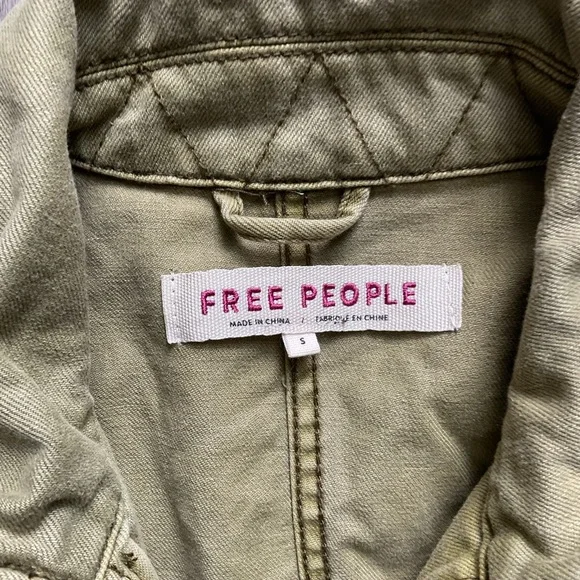 FREE PEOPLE
MADE IN CHINA / FABRIQUÉ EN CHINE
S